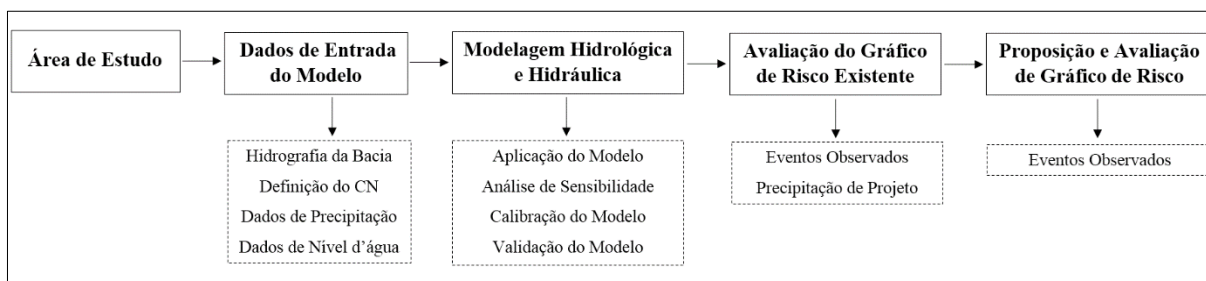 Área de Estudo
Dados de Entrada
do Modelo
Modelagem Hidrológica
e Hidráulica
Avaliação do Gráfico
de Risco Existente
Proposição e Avaliação
de Gráfico de Risco
Hidrografia da Bacia
Definição do CN
Dados de Precipitação
Dados de Nível d’água
Aplicação do Modelo
Análise de Sensibilidade
Calibração do Modelo
Validação do Modelo
Eventos Observados
Precipitação de Projeto
Eventos Observados